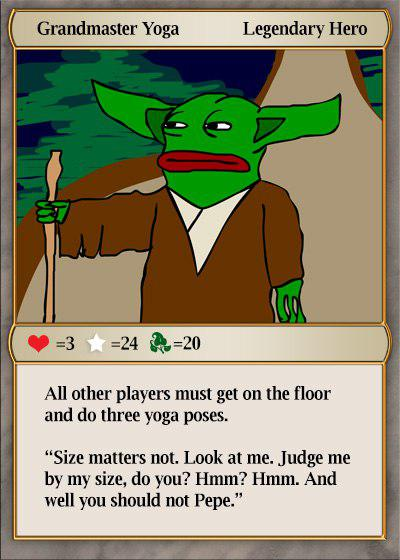 Grandmaster Yoga Legendary Hero
=3 =24 =20
All other players must get on the floor
and do three yoga poses.
“Size matters not. Look at me. Judge me
by my size, do you? Hmm? Hmm. And
well you should not Pepe.”